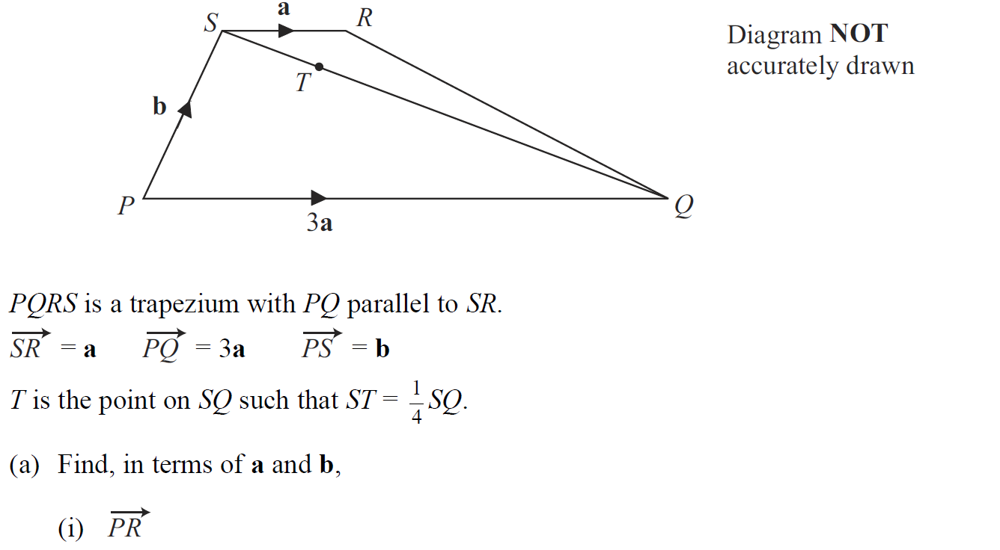 a
S
R
Diagram NOT
accurately drawn
T
b
P
Q
3a
PQRS is a trapezium with PQ parallel to SR.
SR⃗ = a PQ⃗ = 3a PS⃗ = b
T is the point on SQ such that ST = 1/4 SQ.
(a) Find, in terms of a and b,
(i) PR⃗